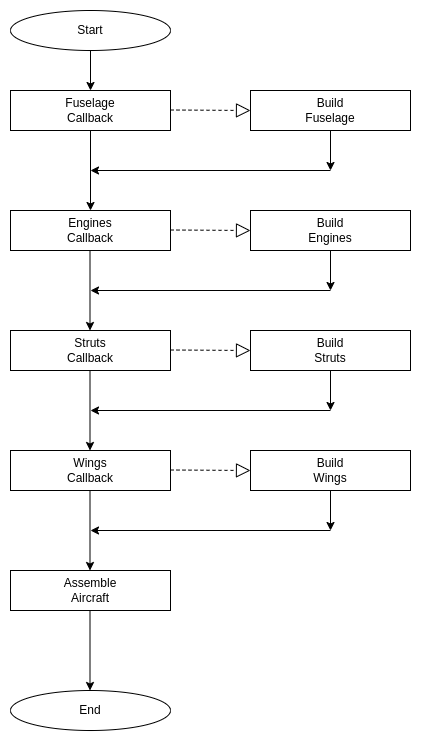 Start
Fuselage
Callback
Build
Fuselage
Engines
Callback
Build
Engines
Struts
Callback
Build
Struts
Wings
Callback
Build
Wings
Assemble
Aircraft
End